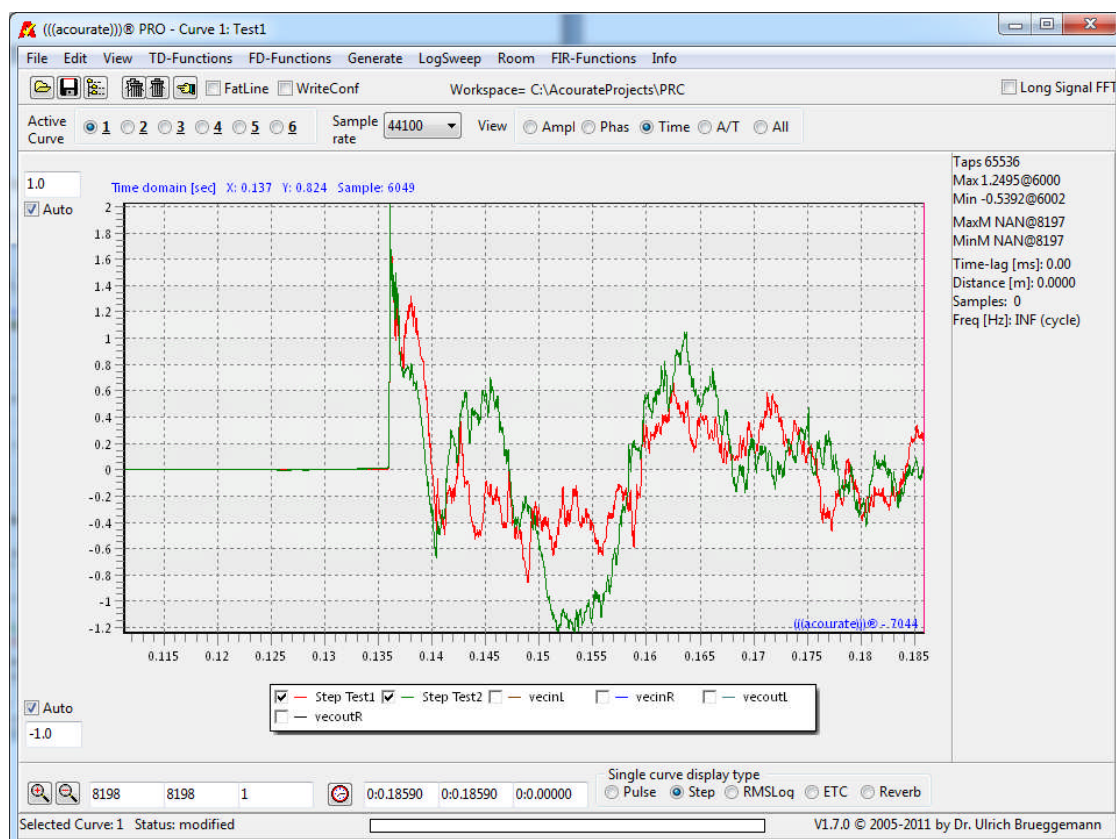 (((acourate)))® PRO - Curve 1: Test1
File Edit View TD-Functions FD-Functions Generate LogSweep Room FIR-Functions Info
FatLine WriteConf Workspace= C:\AcourateProjects\PRC Long Signal FFT
Active Curve 1 2 3 4 5 6 Sample rate 44100 View Ampl Phas Time A/T All
1.0
Auto
Time domain [sec] X: 0.137 Y: 0.824 Sample: 6049
2
1.8
1.6
1.4
1.2
1
0.8
0.6
0.4
0.2
0
-0.2
-0.4
-0.6
-0.8
-1
-1.2
(((acourate)))® - .7044
0.115 0.12 0.125 0.13 0.135 0.14 0.145 0.15 0.155 0.16 0.165 0.17 0.175 0.18 0.185
Taps 65536
Max 1.2495@6000
Min -0.5392@6002
MaxM NAN@8197
MinM NAN@8197
Time-lag [ms]: 0.00
Distance [m]: 0.0000
Samples: 0
Freq [Hz]: INF (cycle)
Step Test1 Step Test2 vecinL vecinR vecoutL
vecoutR
Auto
-1.0
Single curve display type
8198 8198 1 0:0.18590 0:0.18590 0:0.00000 Pulse Step RMSLog ETC Reverb
Selected Curve: 1 Status: modified V1.7.0 © 2005-2011 by Dr. Ulrich Brueggemann